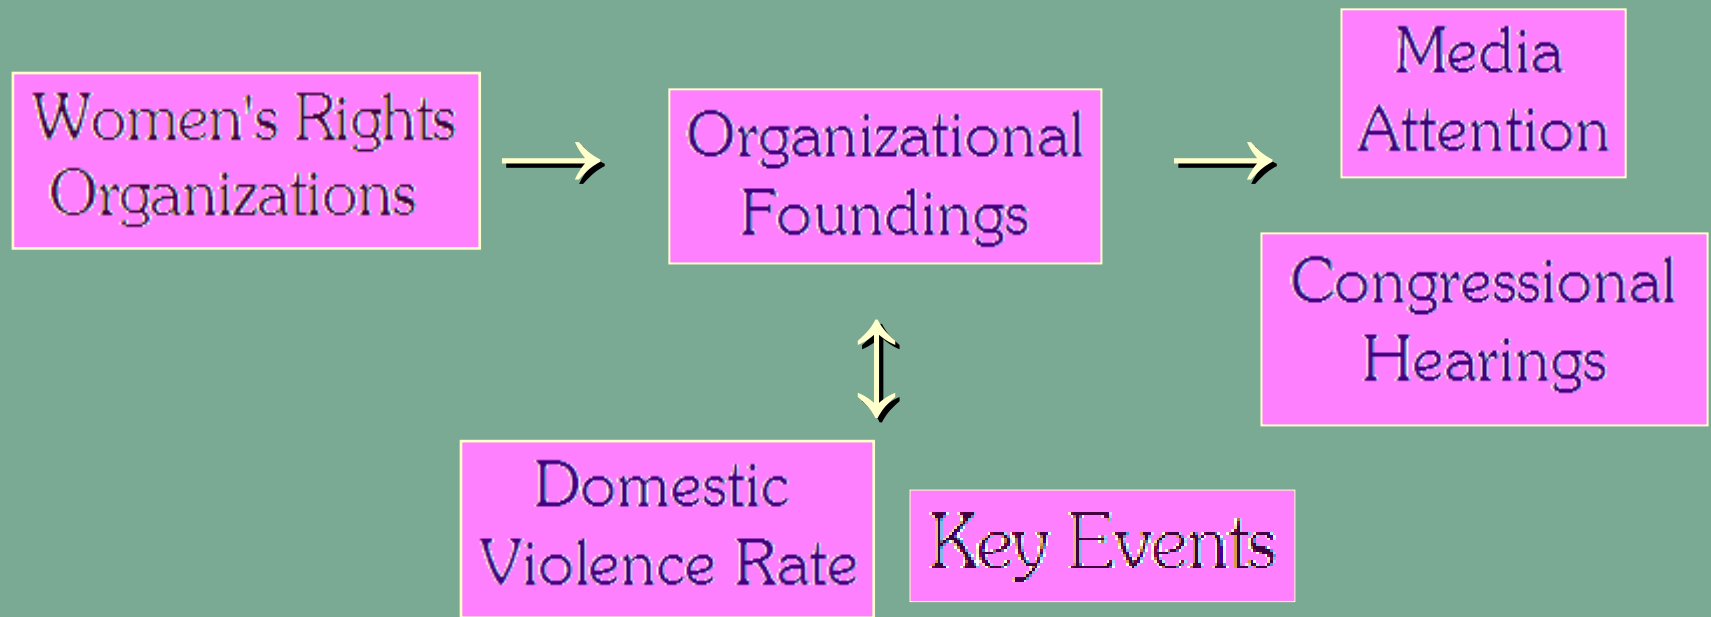 Women's Rights
Organizations
Organizational
Foundings
Media
Attention
Congressional
Hearings
Domestic
Violence Rate
Key Events